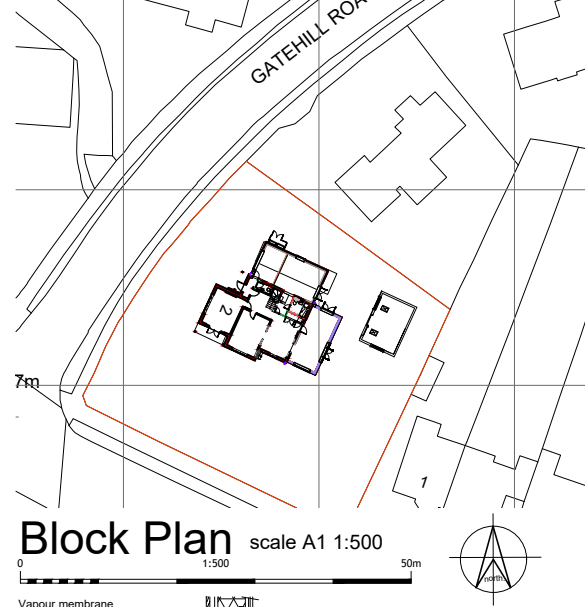 GATEHILL ROA
2
7m
1
Block Plan scale A1 1:500
0 1:500 50m
north
Vapour membrane